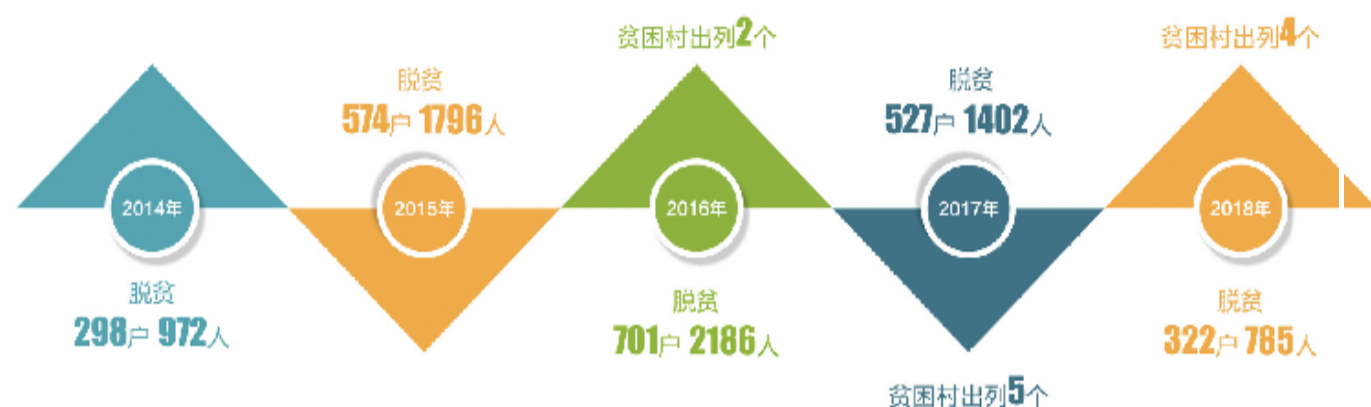 2014年
脱贫
298户 972人
脱贫
574户 1796人
2015年
贫困村出列2个
2016年
脱贫
701户 2186人
脱贫
527户 1402人
2017年
贫困村出列5个
贫困村出列4个
2018年
脱贫
322户 785人